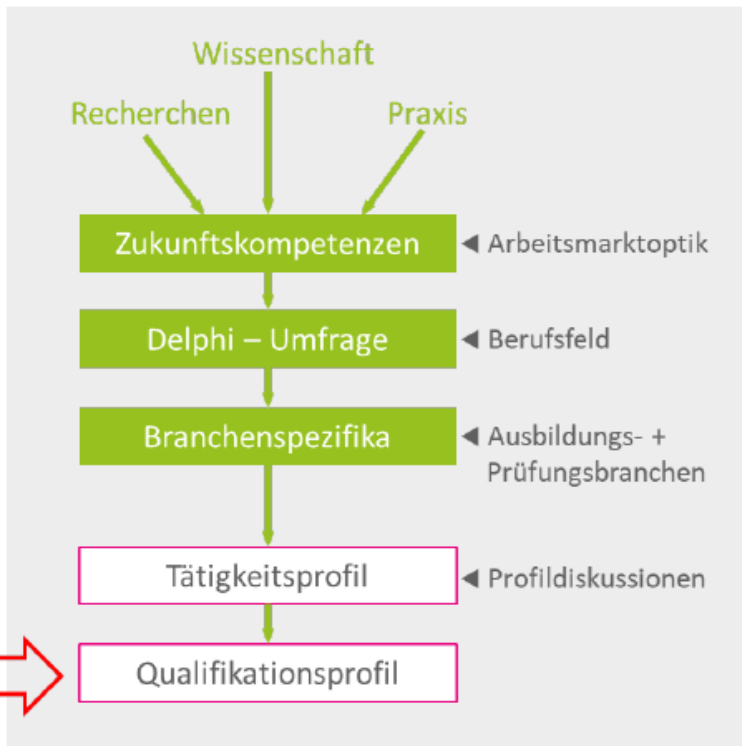 Wissenschaft
Recherchen
Praxis
Zukunftskompetenzen
Arbeitsmarktoptik
Delphi – Umfrage
Berufsfeld
Branchenspezifika
Ausbildungs- +
Prüfungsbranchen
Tätigkeitsprofil
Profildiskussionen
Qualifikationsprofil